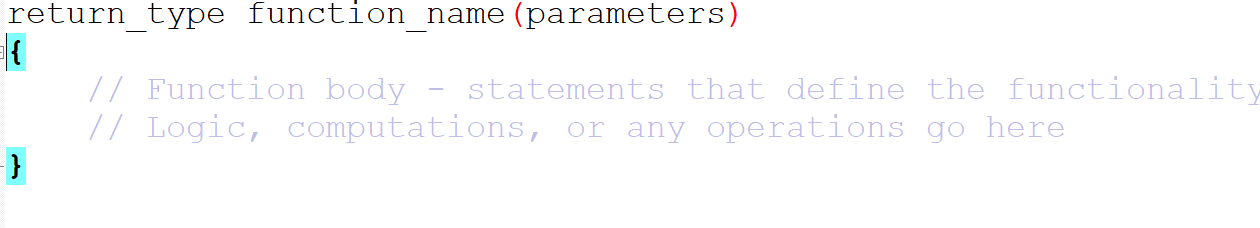 return_type function_name(parameters)
{
    // Function body - statements that define the functionality
    // Logic, computations, or any operations go here
}